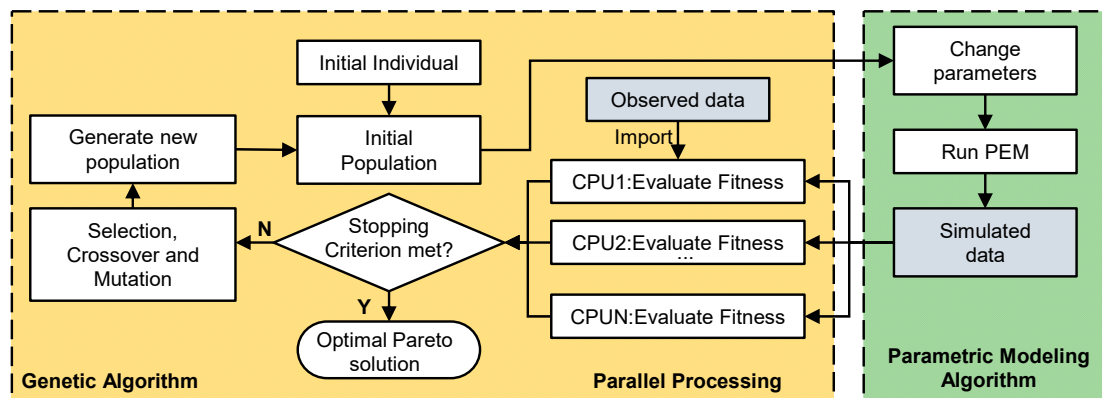 Initial Individual
Initial
Population
Generate new
population
Selection,
Crossover and
Mutation
Stopping
Criterion met?
N
Y
Optimal Pareto
solution
Genetic Algorithm
Observed data
Import
CPU1:Evaluate Fitness
CPU2:Evaluate Fitness
...
CPUN:Evaluate Fitness
Parallel Processing
Change
parameters
Run PEM
Simulated
data
Parametric Modeling
Algorithm